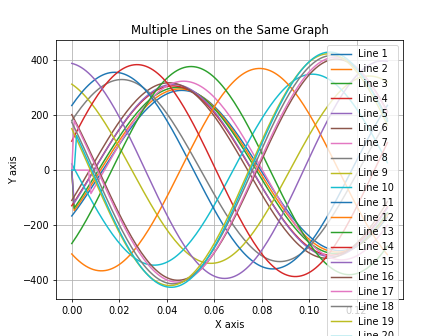 Multiple Lines on the Same Graph
Y axis
400
200
0
−200
−400
0.00
0.02
0.04
0.06
0.08
0.10
X axis
Line 1
Line 2
Line 3
Line 4
Line 5
Line 6
Line 7
Line 8
Line 9
Line 10
Line 11
Line 12
Line 13
Line 14
Line 15
Line 16
Line 17
Line 18
Line 19
Line 20